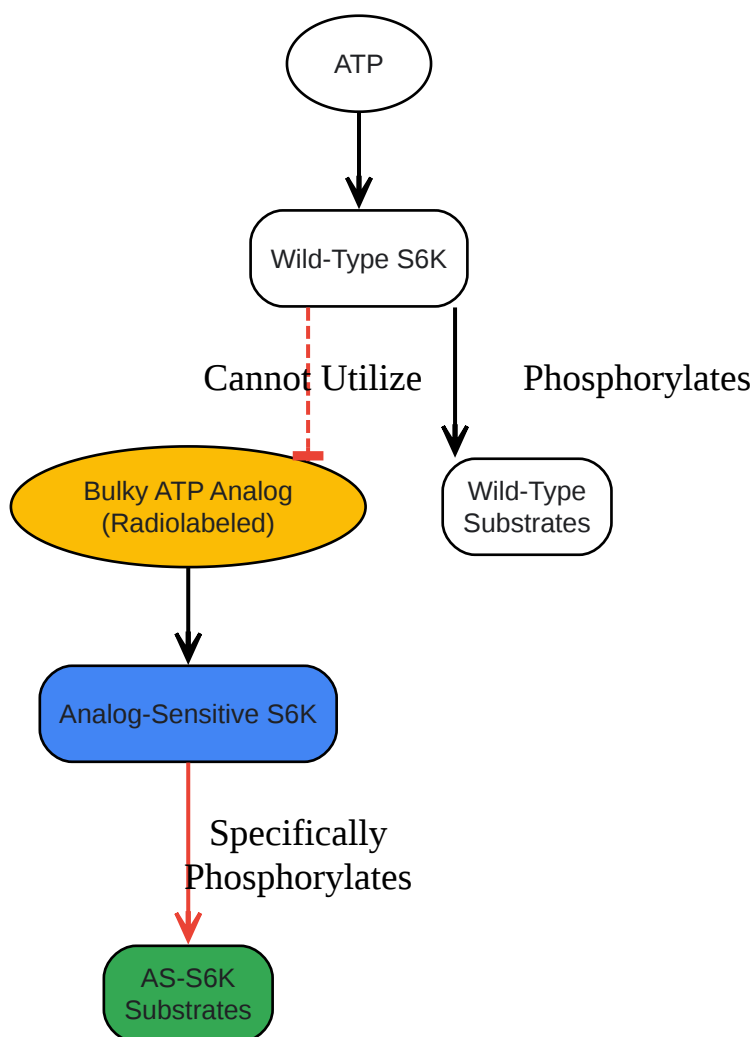 ATP
Wild-Type S6K
Cannot Utilize
Phosphorylates
Bulky ATP Analog
(Radiolabeled)
Wild-Type
Substrates
Analog-Sensitive S6K
Specifically
Phosphorylates
AS-S6K
Substrates